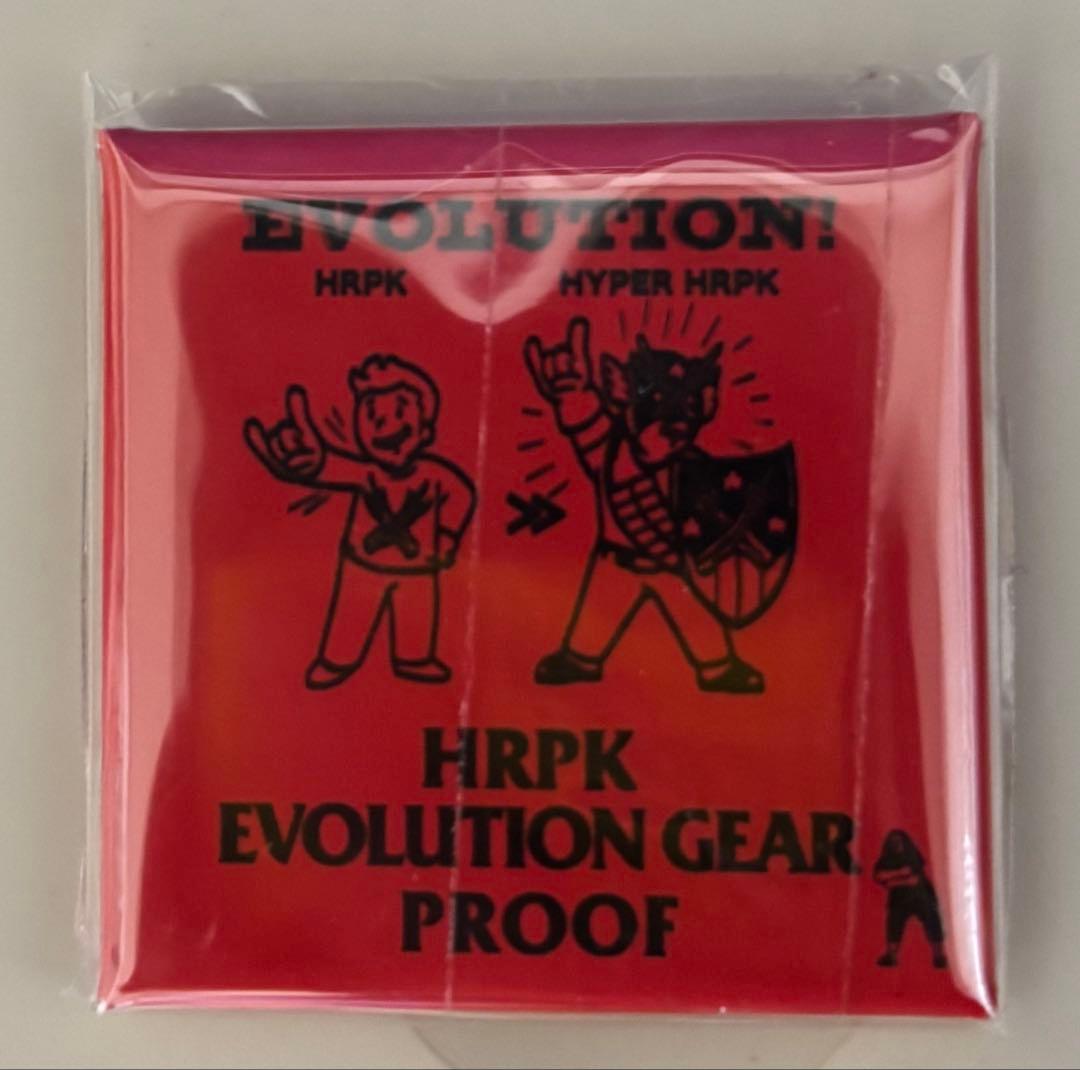 EVOLUTION!
HRPK HYPER HRPK
HRPK
EVOLUTION GEAR
PROOF